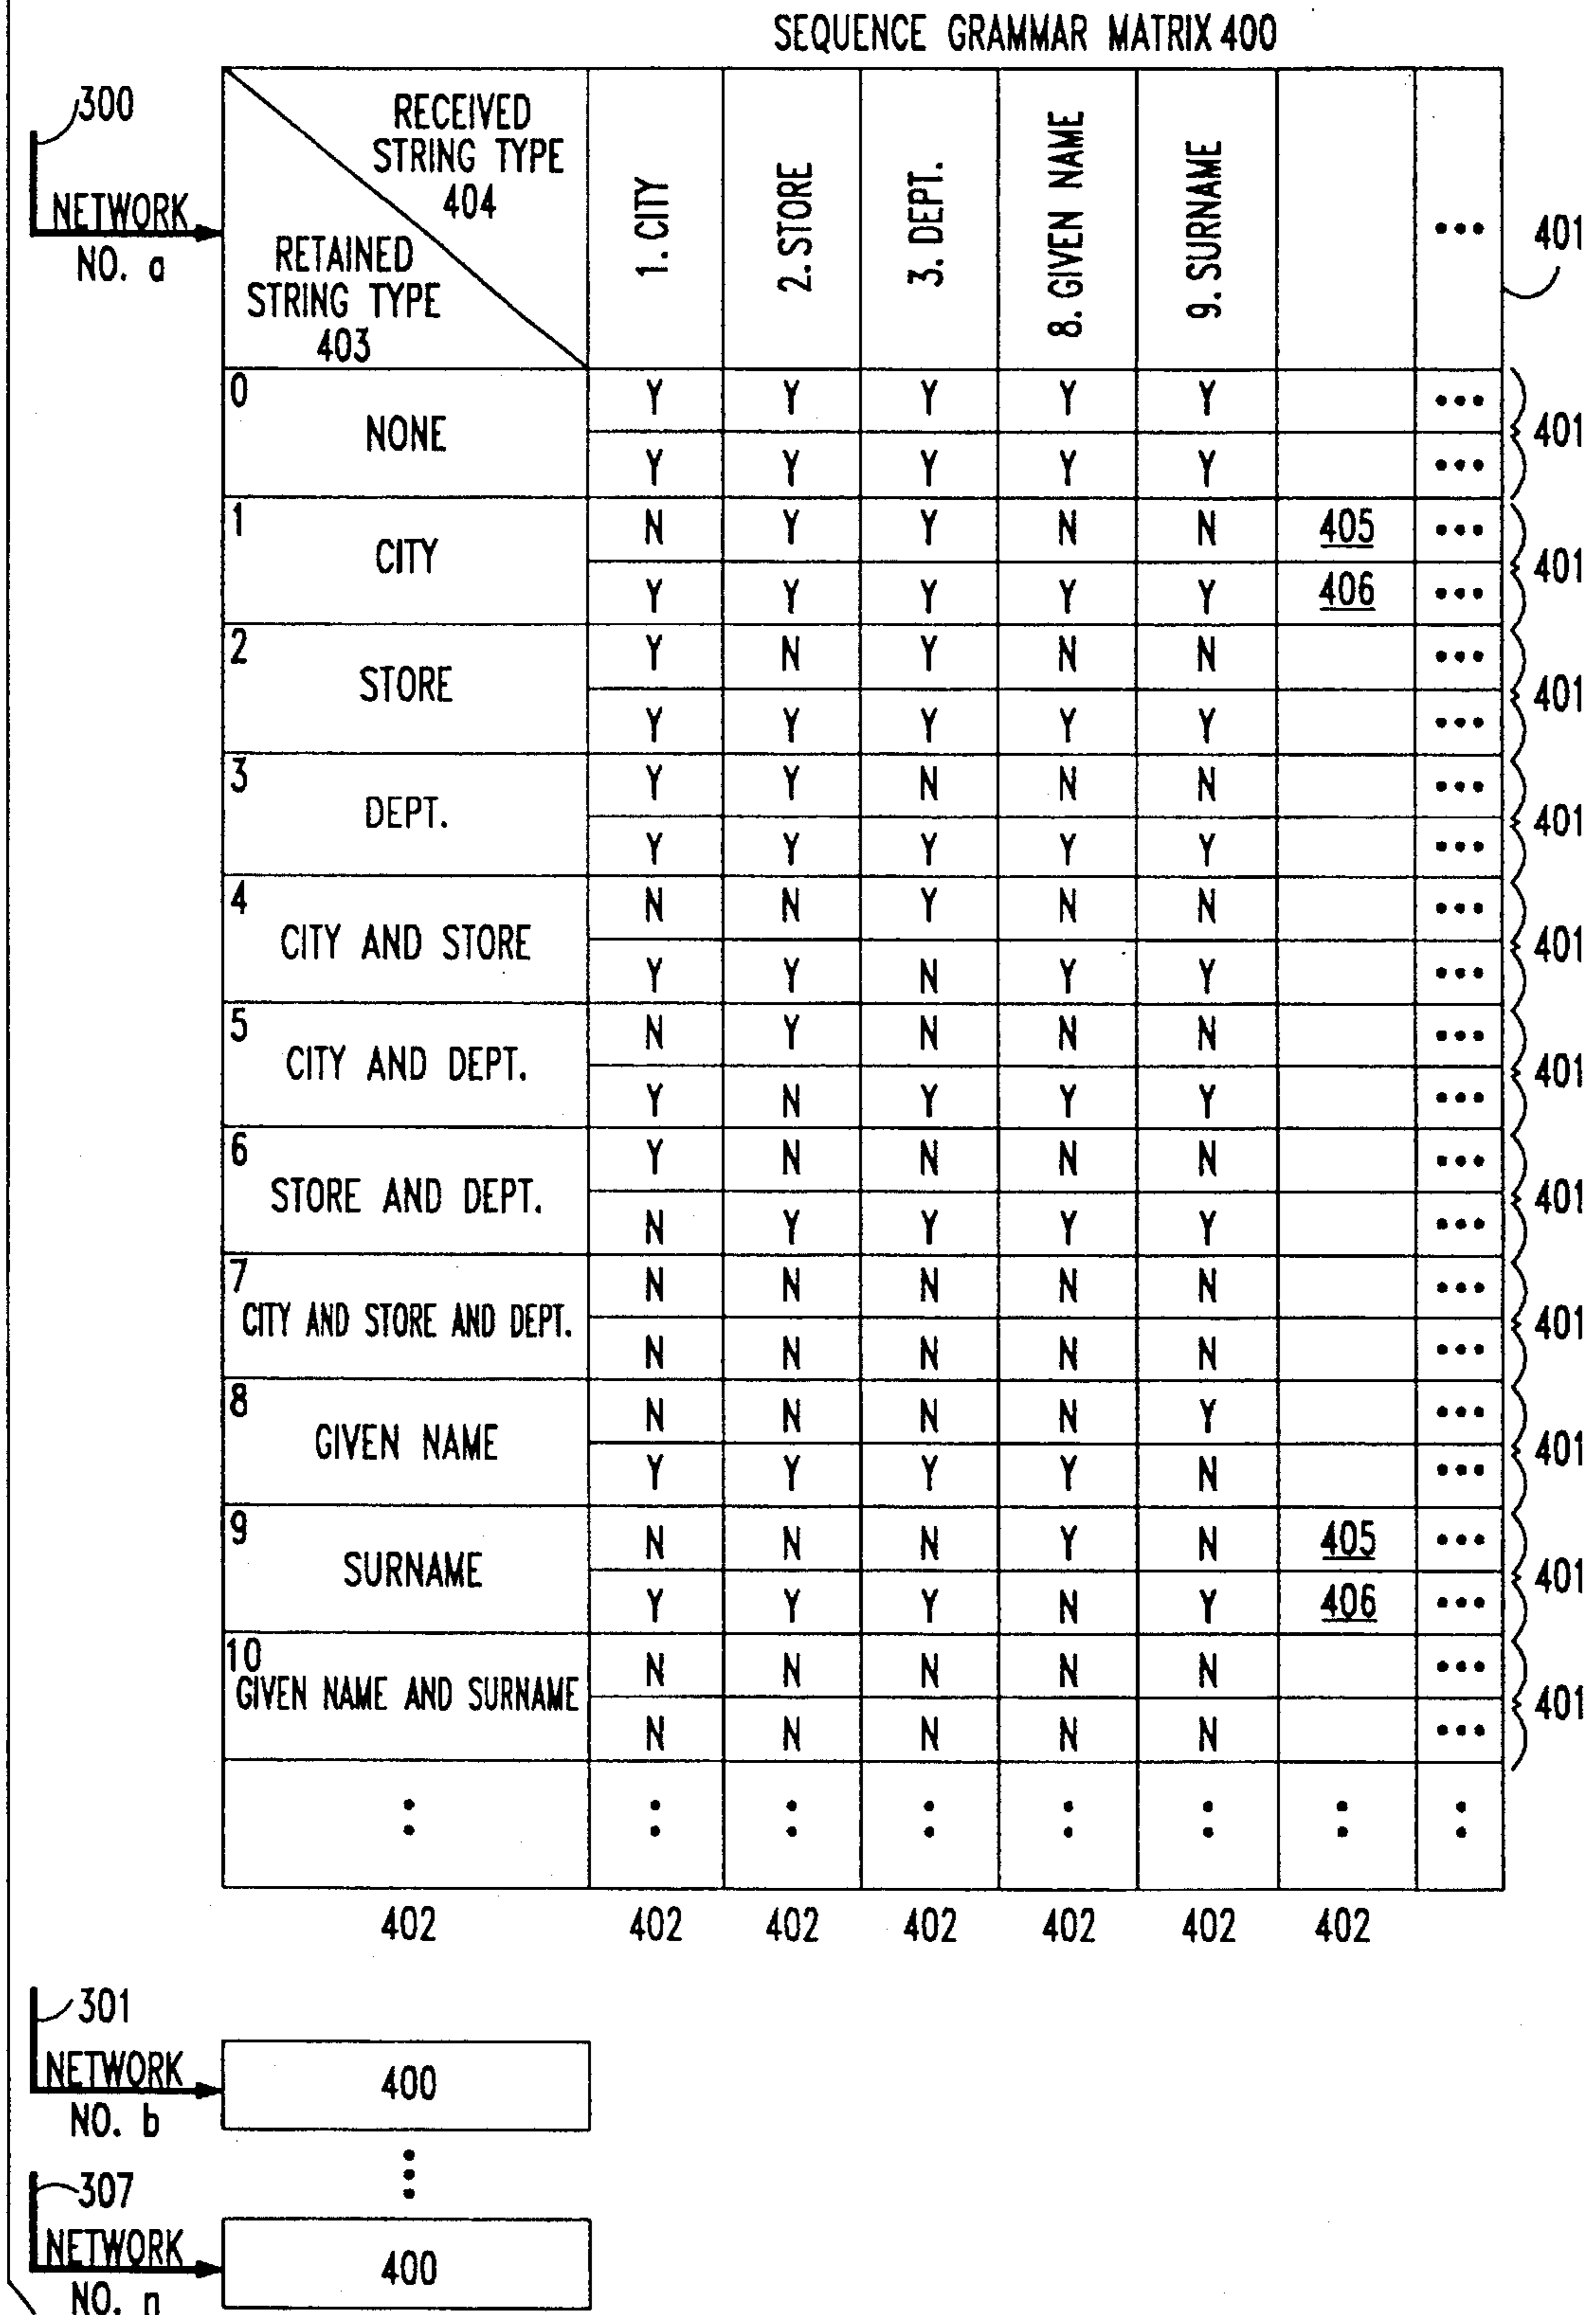 SEQUENCE GRAMMAR MATRIX 400
300
NETWORK
NO. a
RECEIVED
STRING TYPE
404
RETAINED
STRING TYPE
403
1. CITY
2. STORE
3. DEPT.
8. GIVEN NAME
9. SURNAME
••• 401
0 NONE
Y Y Y Y Y •••
Y Y Y Y Y •••
401
1 CITY
N Y Y N N 405 •••
Y Y Y Y Y 406 •••
401
2 STORE
Y N Y N N •••
Y Y Y Y Y •••
401
3 DEPT.
Y Y N N N •••
Y Y Y Y Y •••
401
4 CITY AND STORE
N N Y N N •••
Y Y N Y Y •••
401
5 CITY AND DEPT.
N Y N N N •••
Y N Y Y Y •••
401
6 STORE AND DEPT.
Y N N N N •••
N Y Y Y Y •••
401
7 CITY AND STORE AND DEPT.
N N N N N •••
N N N N N •••
401
8 GIVEN NAME
N N N N Y •••
Y Y Y Y N •••
401
9 SURNAME
N N N Y N 405 •••
Y Y Y N Y 406 •••
401
10 GIVEN NAME AND SURNAME
N N N N N •••
N N N N N •••
401
: : : : : : : :
402 402 402 402 402 402 402
301
NETWORK
NO. b
400
307
NETWORK
NO. n
400